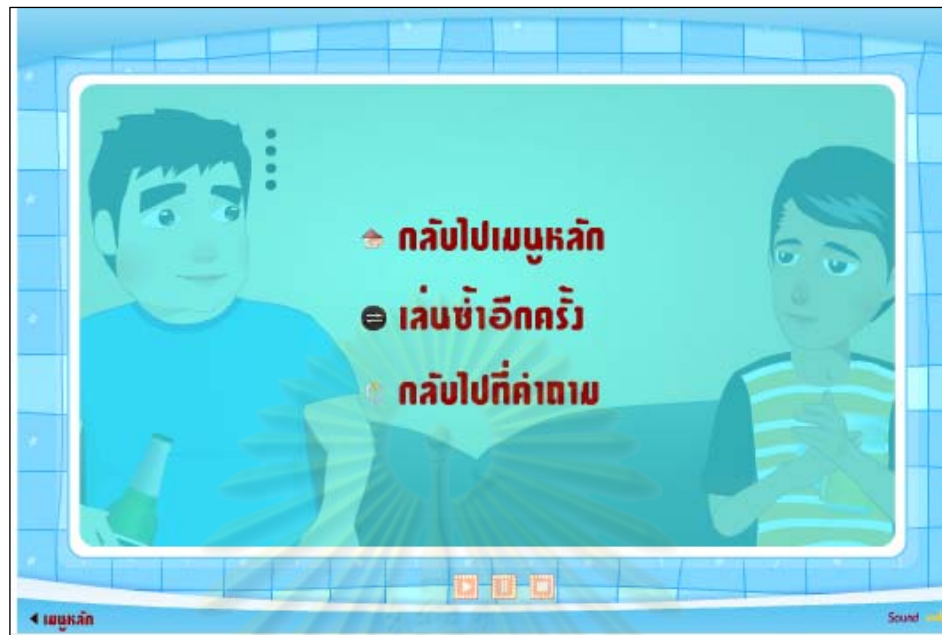 กลับไปเมนูหลัก
เล่นซ้ำอีกครั้ง
กลับไปที่คำถาม
เมนูหลัก
Sound